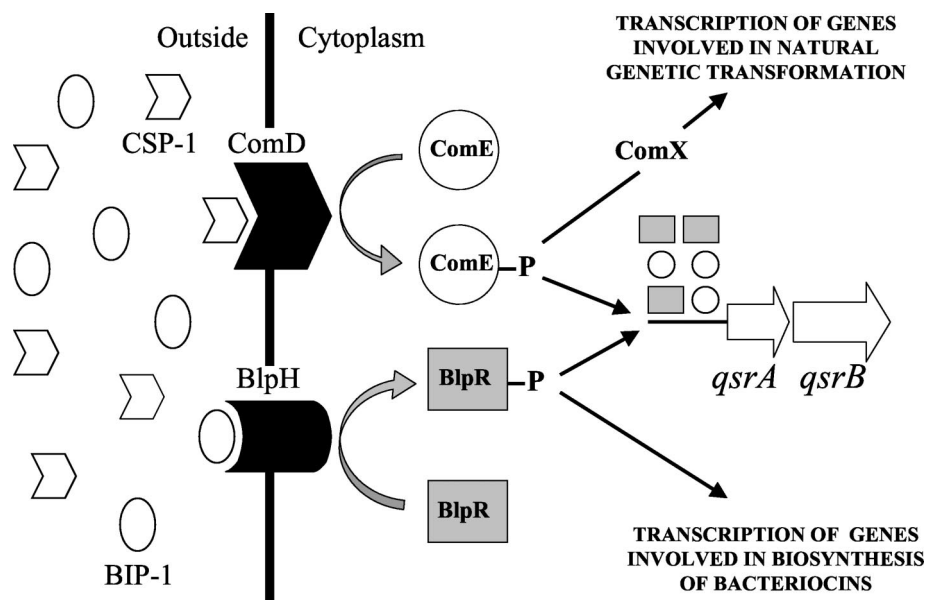 Outside
Cytoplasm
TRANSCRIPTION OF GENES
INVOLVED IN NATURAL
GENETIC TRANSFORMATION
CSP-1
ComD
ComE
ComX
ComE
P
BlpH
BlpR
P
qsrA
qsrB
BlpR
BIP-1
TRANSCRIPTION OF GENES
INVOLVED IN BIOSYNTHESIS
OF BACTERIOCINS